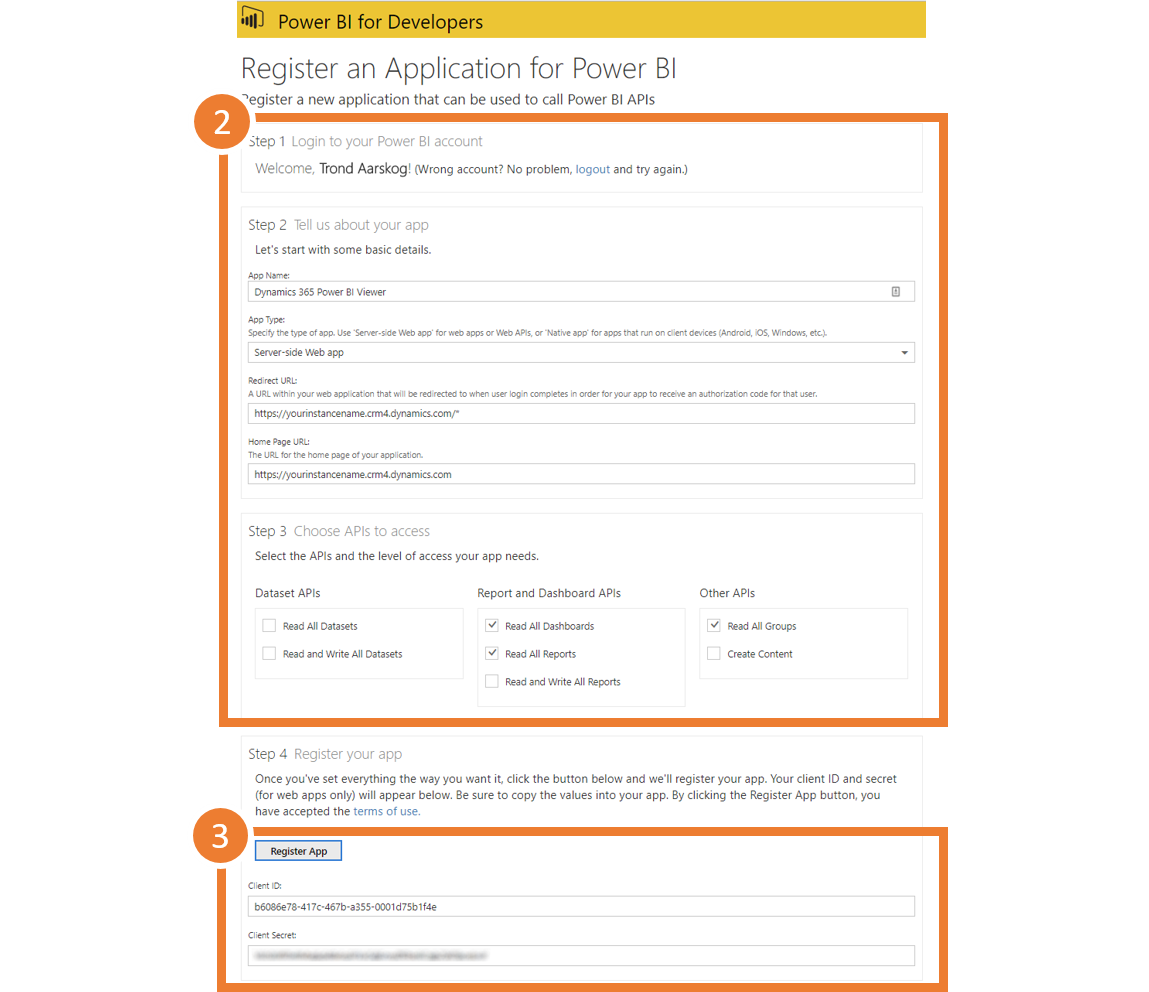 Power BI for Developers
Register an Application for Power BI
Register a new application that can be used to call Power BI APIs
2
Step 1 Login to your Power BI account
Welcome, Trond Aarskog! (Wrong account? No problem, logout and try again.)
Step 2 Tell us about your app
Let's start with some basic details.
App Name:
Dynamics 365 Power BI Viewer
App Type:
Specify the type of app. Use 'Server-side Web app' for web apps or Web APIs, or 'Native app' for apps that run on client devices (Android, iOS, Windows, etc.).
Server-side Web app
Redirect URL:
A URL within your web application that will be redirected to when user login completes in order for your app to receive an authorization code for that user.
https://yourinstancename.crm4.dynamics.com/*
Home Page URL:
The URL for the home page of your application.
https://yourinstancename.crm4.dynamics.com
Step 3 Choose APIs to access
Select the APIs and the level of access your app needs.
Dataset APIs Report and Dashboard APIs Other APIs
Read All Datasets Read All Dashboards Read All Groups
Read and Write All Datasets Read All Reports Create Content
Read and Write All Reports
Step 4 Register your app
Once you've set everything the way you want it, click the button below and we'll register your app. Your client ID and secret
(for web apps only) will appear below. Be sure to copy the values into your app. By clicking the Register App button, you
have accepted the terms of use.
3
Register App
Client ID:
b6086e78-417c-467b-a355-0001d75b1f4e
Client Secret: